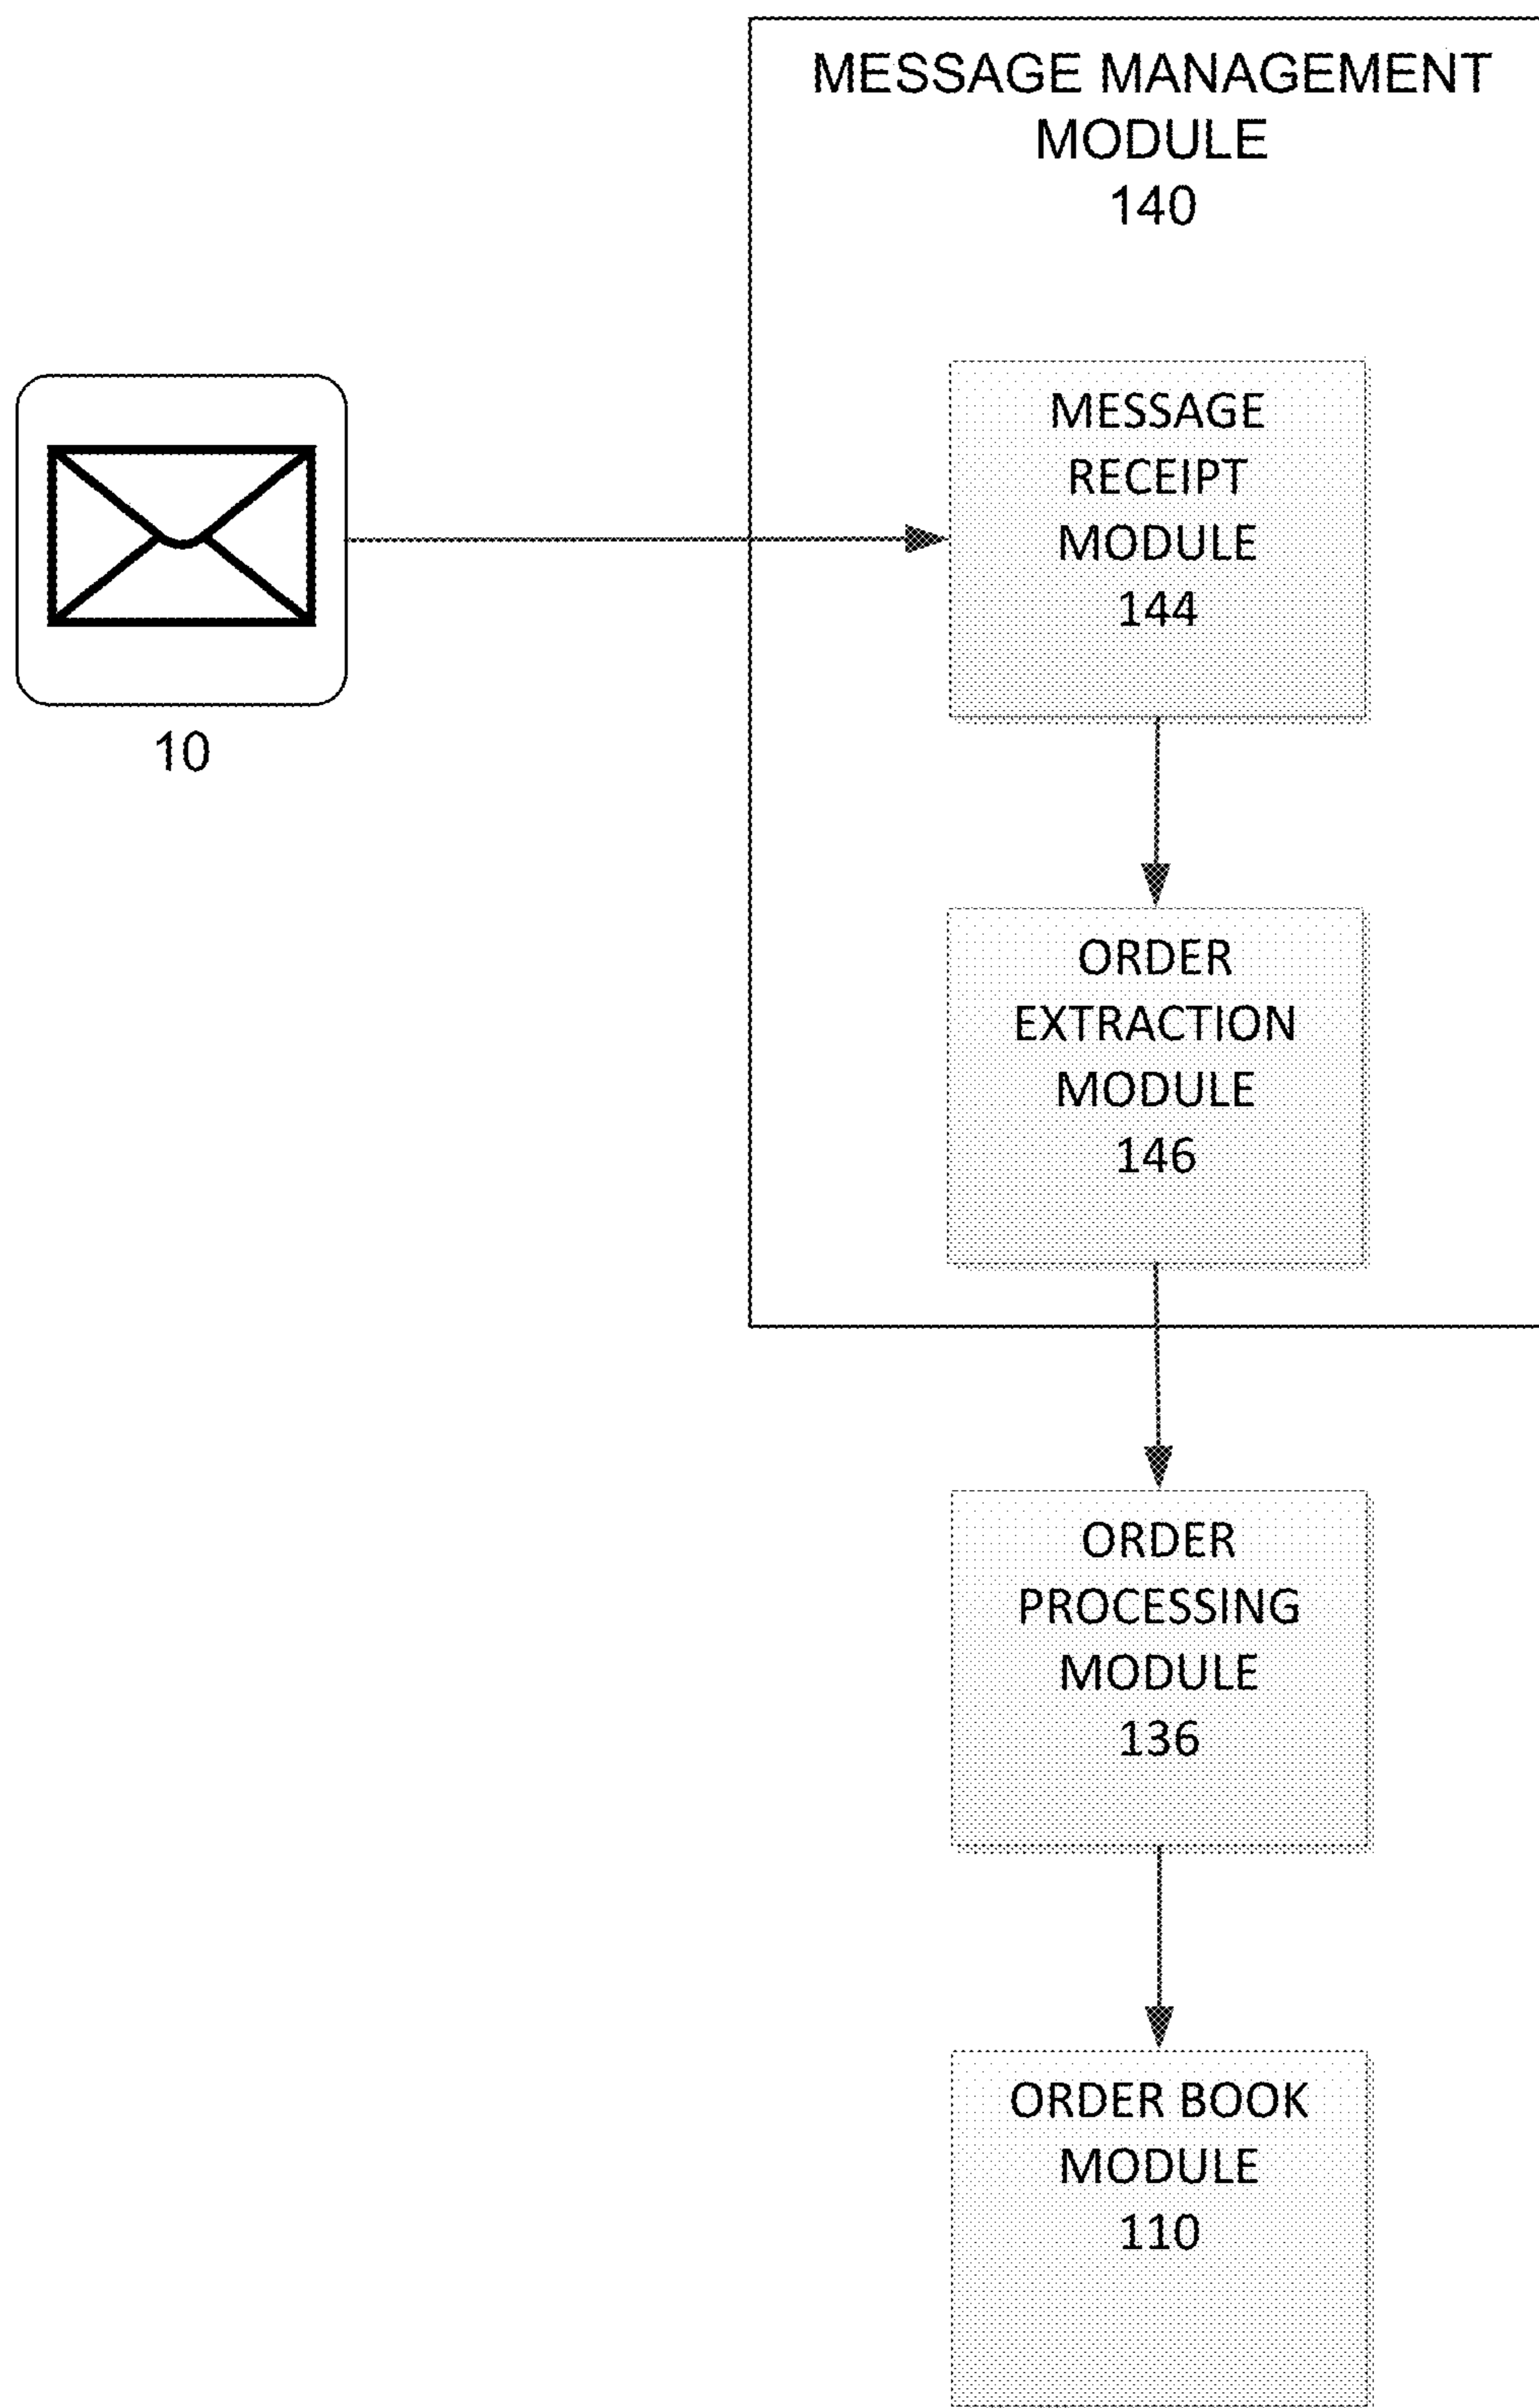 MESSAGE MANAGEMENT
MODULE
140
MESSAGE
RECEIPT
MODULE
144
10
ORDER
EXTRACTION
MODULE
146
ORDER
PROCESSING
MODULE
136
ORDER BOOK
MODULE
110